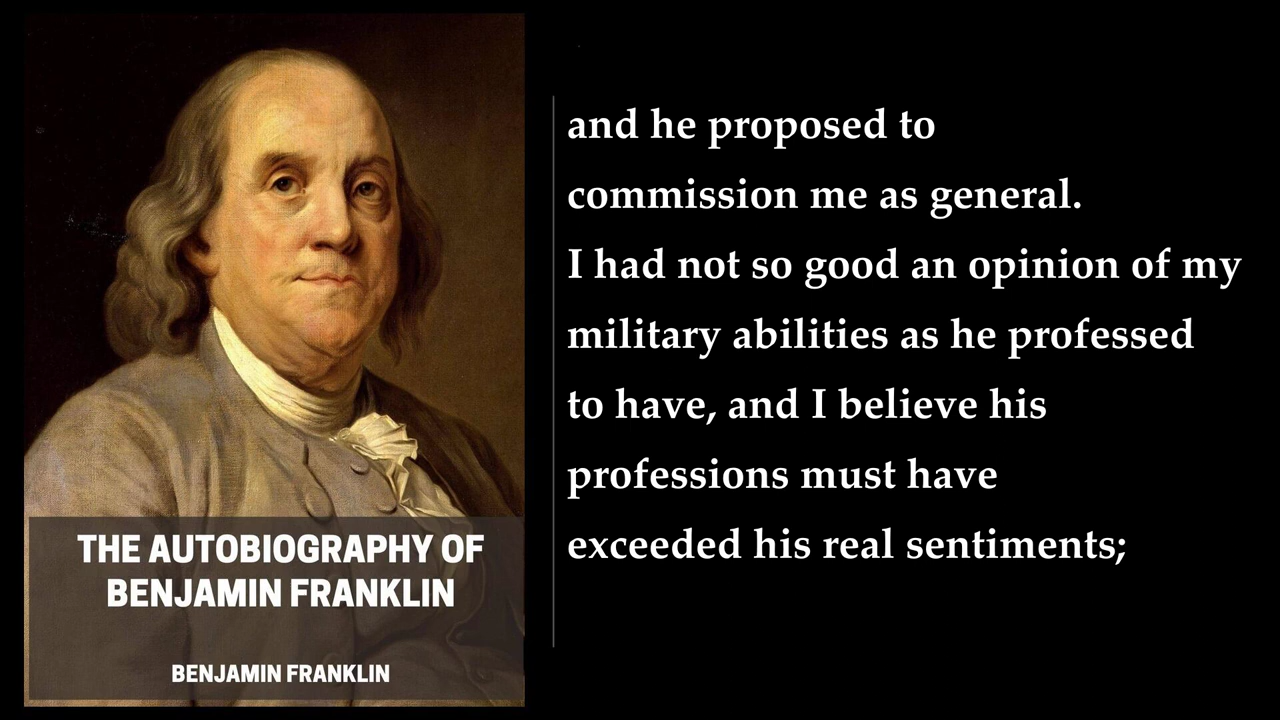 THE AUTOBIOGRAPHY OF
BENJAMIN FRANKLIN
BENJAMIN FRANKLIN
and he proposed to
commission me as general.
I had not so good an opinion of my
military abilities as he professed
to have, and I believe his
professions must have
exceeded his real sentiments;